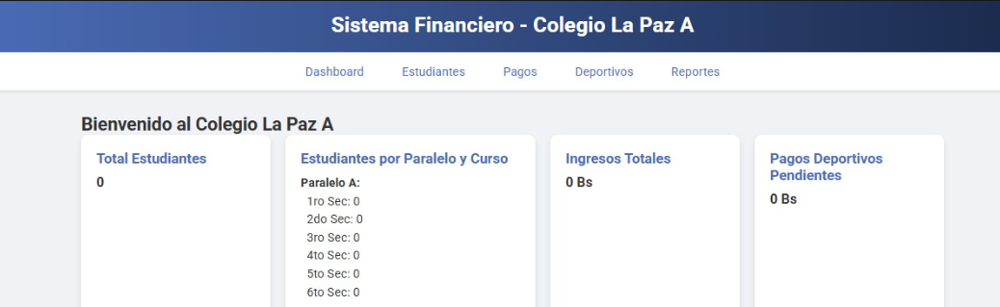 Sistema Financiero - Colegio La Paz A
Dashboard Estudiantes Pagos Deportivos Reportes
Bienvenido al Colegio La Paz A
Total Estudiantes
0
Estudiantes por Paralelo y Curso
Paralelo A:
1ro Sec: 0
2do Sec: 0
3ro Sec: 0
4to Sec: 0
5to Sec: 0
6to Sec: 0
Ingresos Totales
0 Bs
Pagos Deportivos
Pendientes
0 Bs